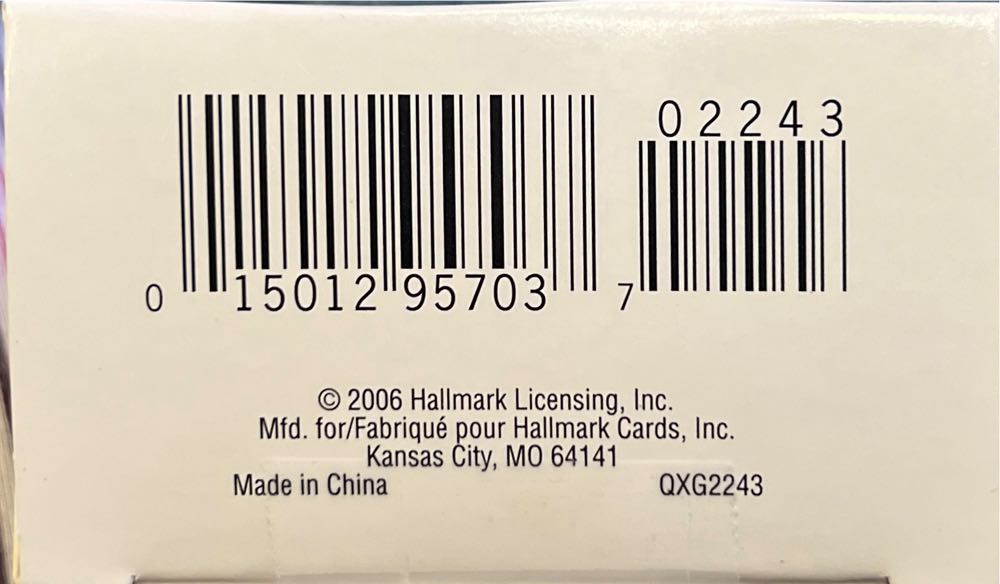 02243
0 15012 95703 7
© 2006 Hallmark Licensing, Inc.
Mfd. for/Fabriqué pour Hallmark Cards, Inc.
Kansas City, MO 64141
Made in China QXG2243